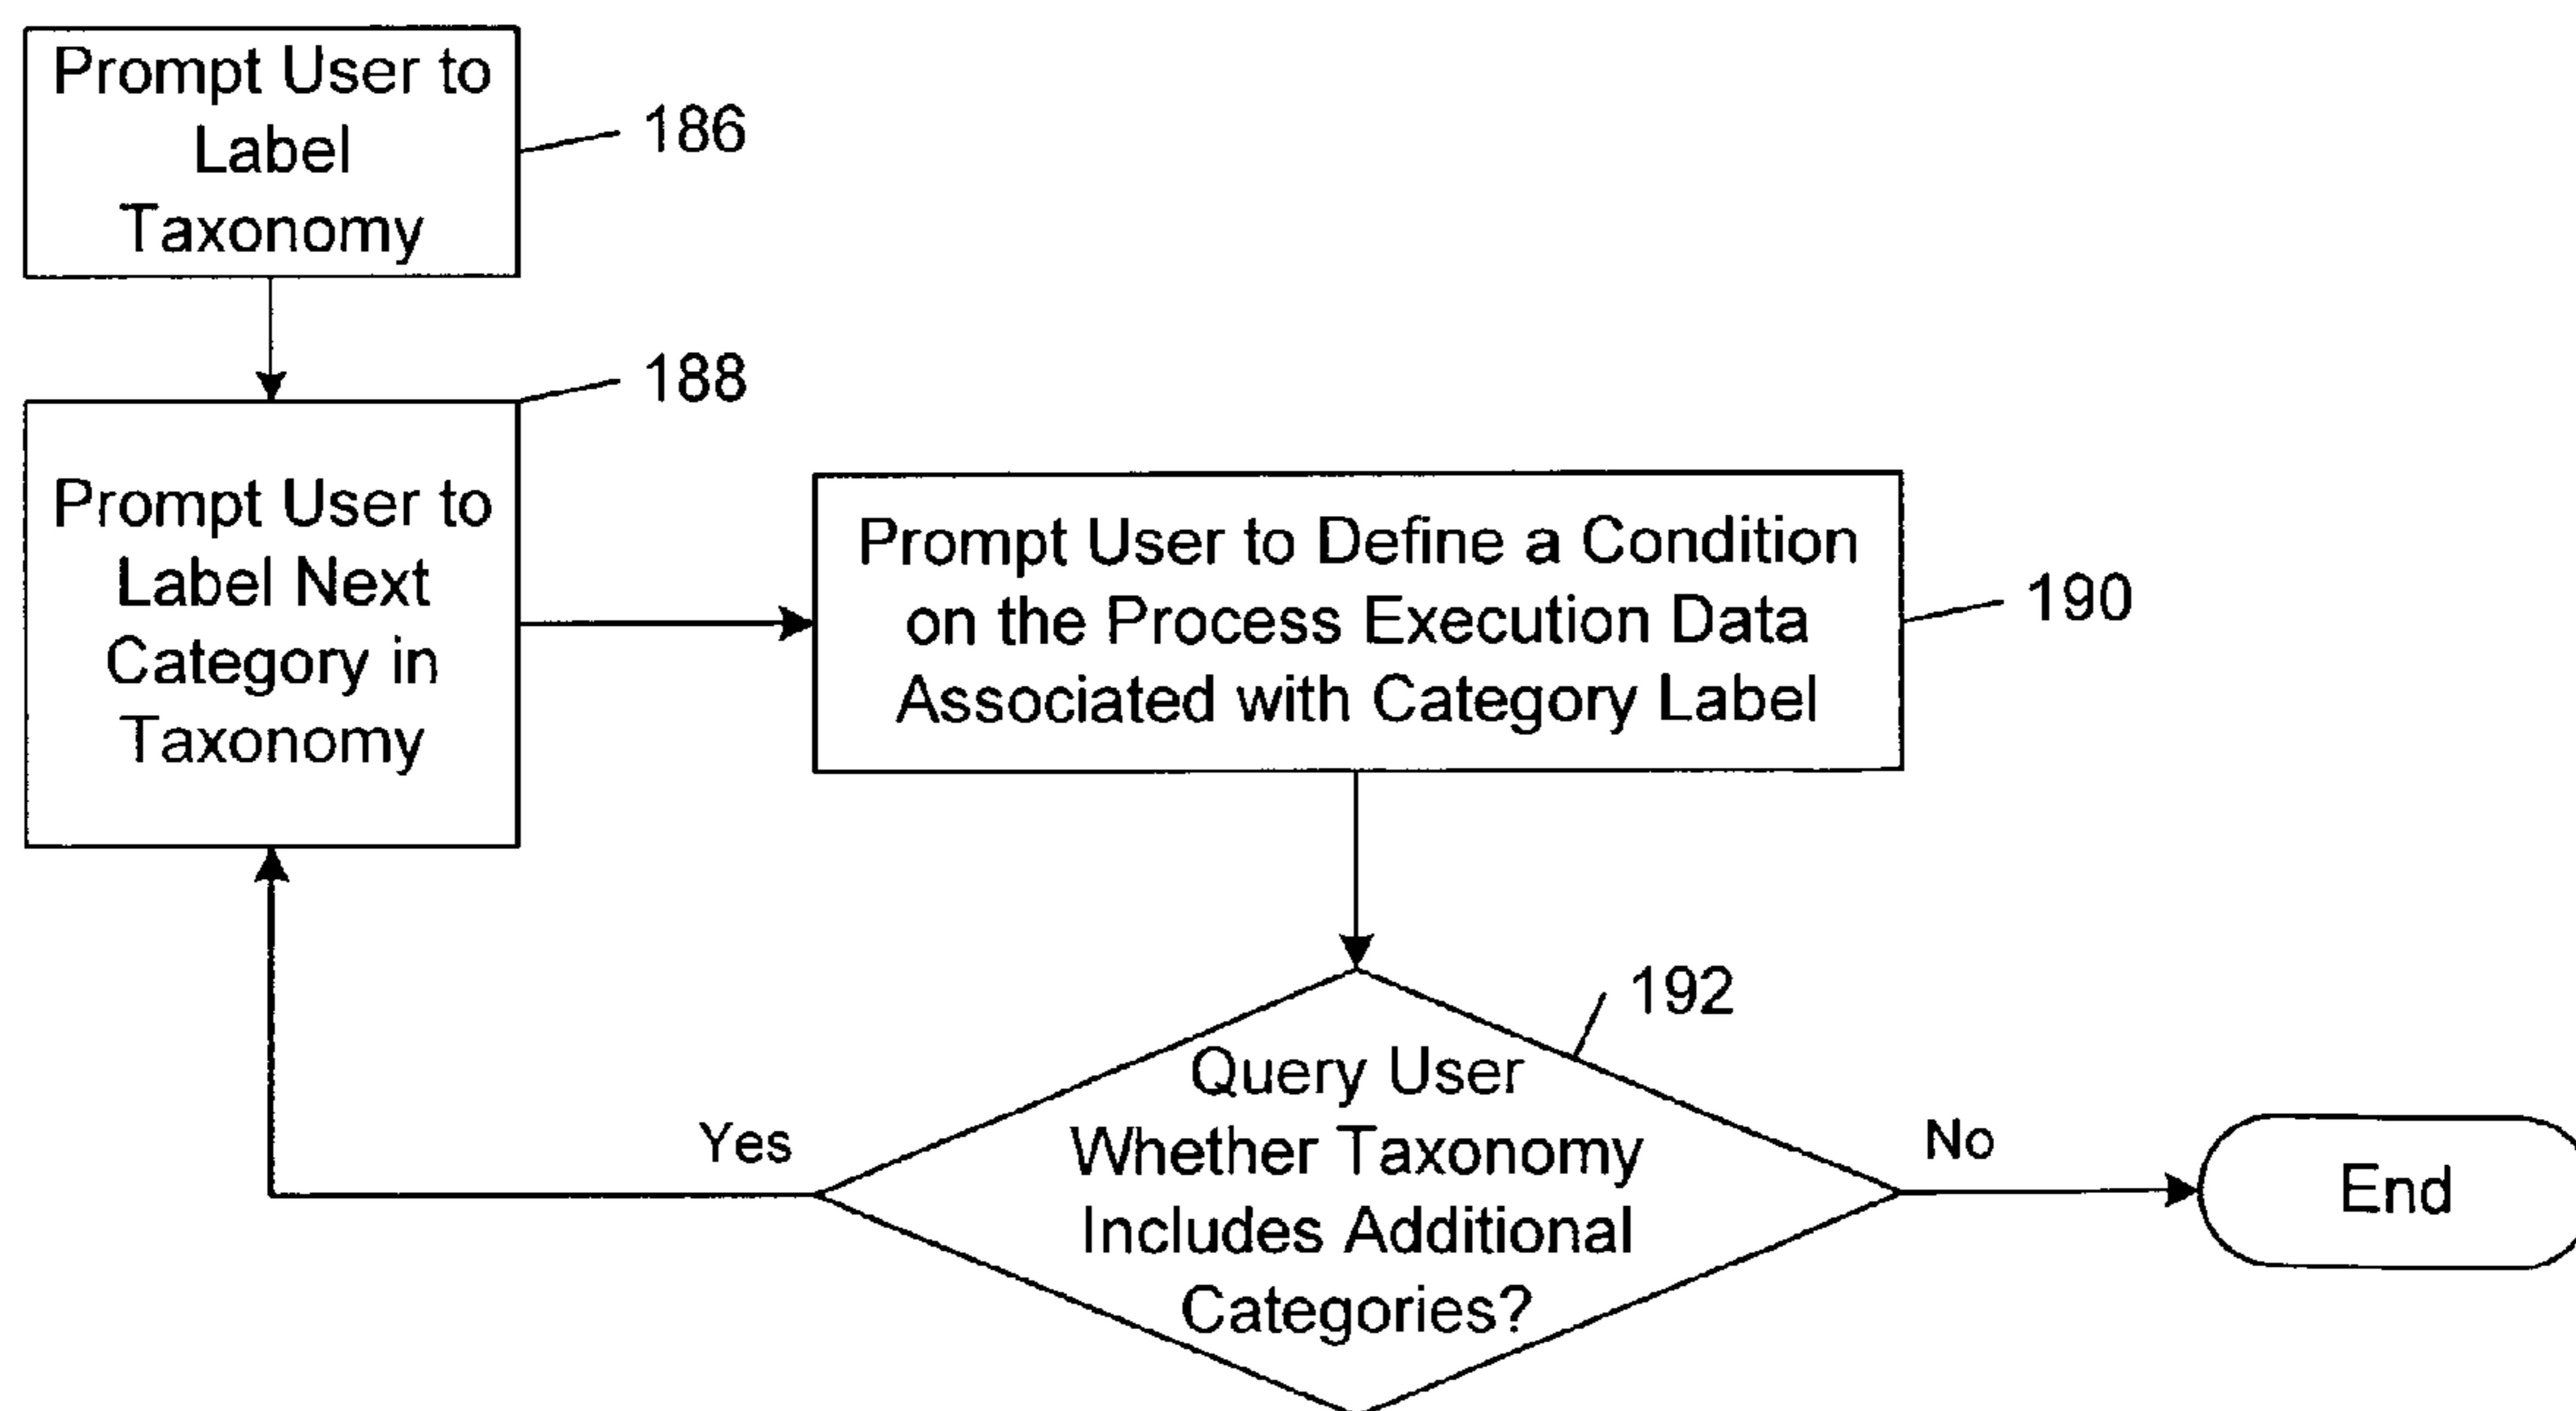 Prompt User to
Label
Taxonomy
186
188
Prompt User to
Label Next
Category in
Taxonomy
Prompt User to Define a Condition
on the Process Execution Data
Associated with Category Label
190
192
Query User
Whether Taxonomy
Includes Additional
Categories?
Yes
No
End